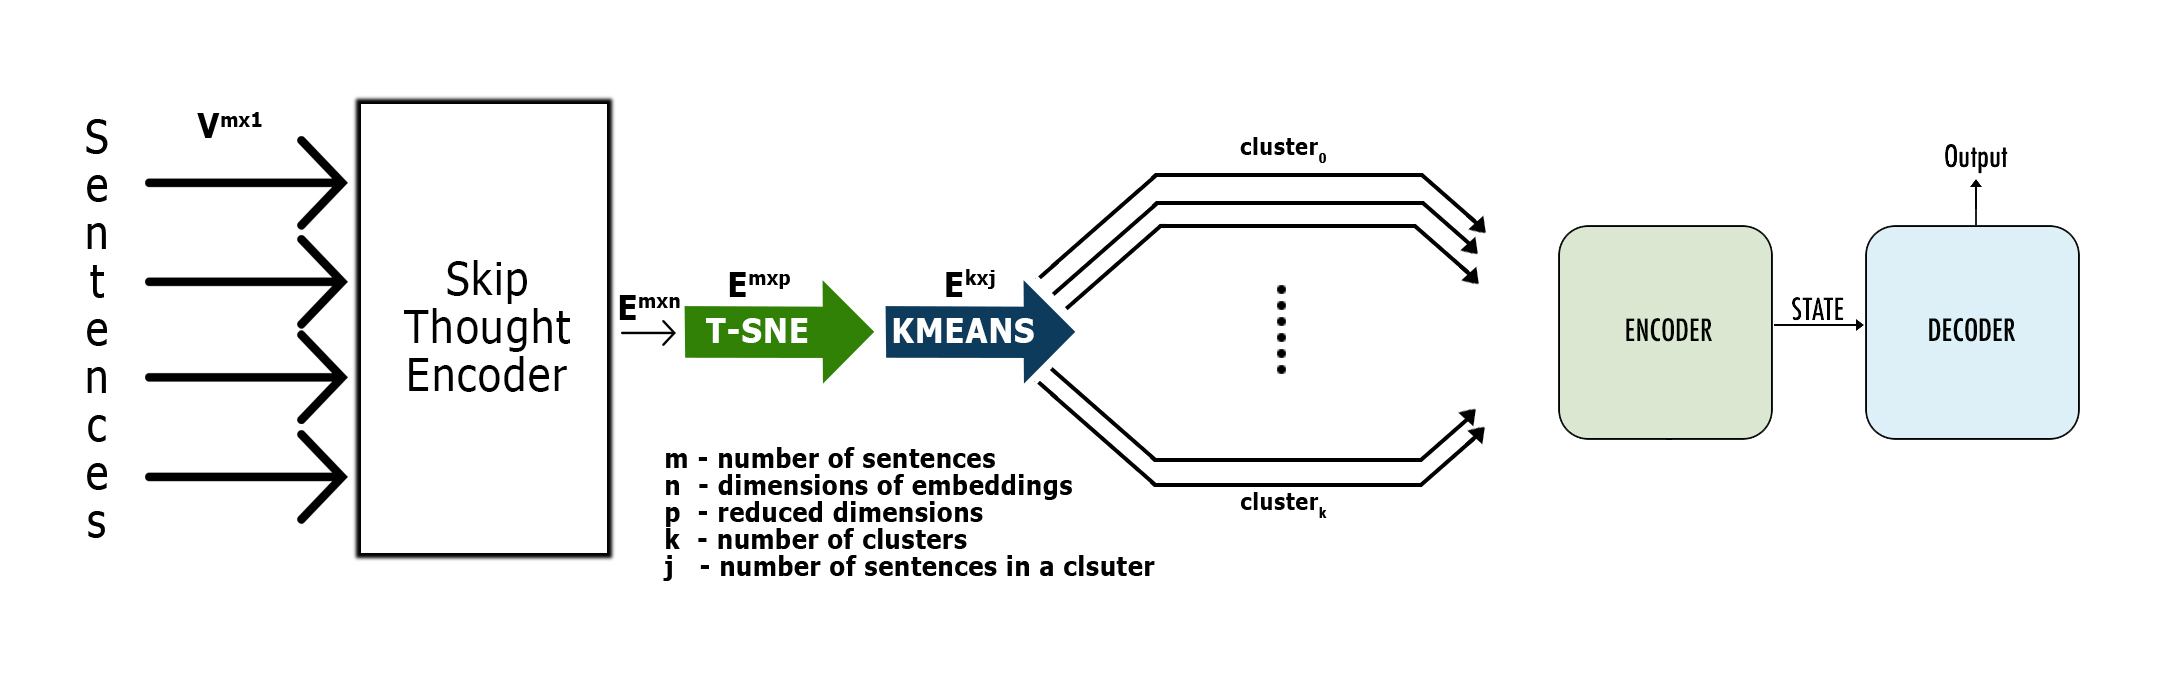 Sentences
V^mx1
Skip
Thought
Encoder
E^mxn
E^mxp
T-SNE
E^kxj
KMEANS
cluster_0
cluster_k
m - number of sentences
n - dimensions of embeddings
p - reduced dimensions
k - number of clusters
j - number of sentences in a clsuter
ENCODER
STATE
DECODER
Output